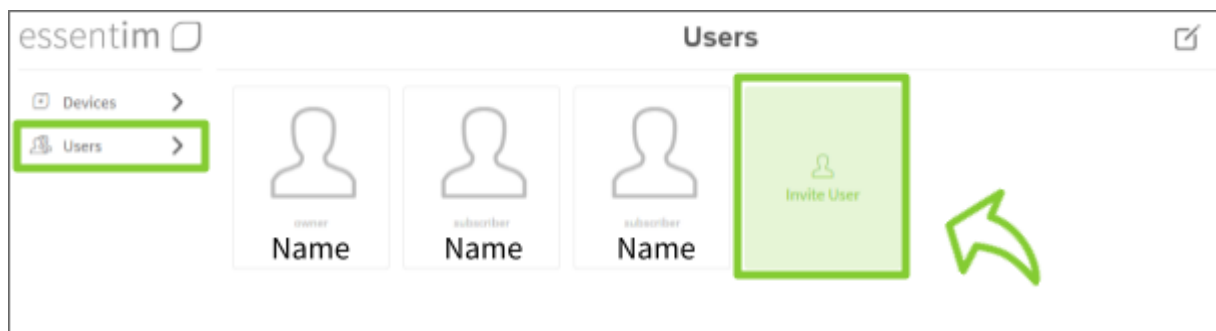 essentim
Users
Devices
Users
owner
Name
subscriber
Name
subscriber
Name
Invite User